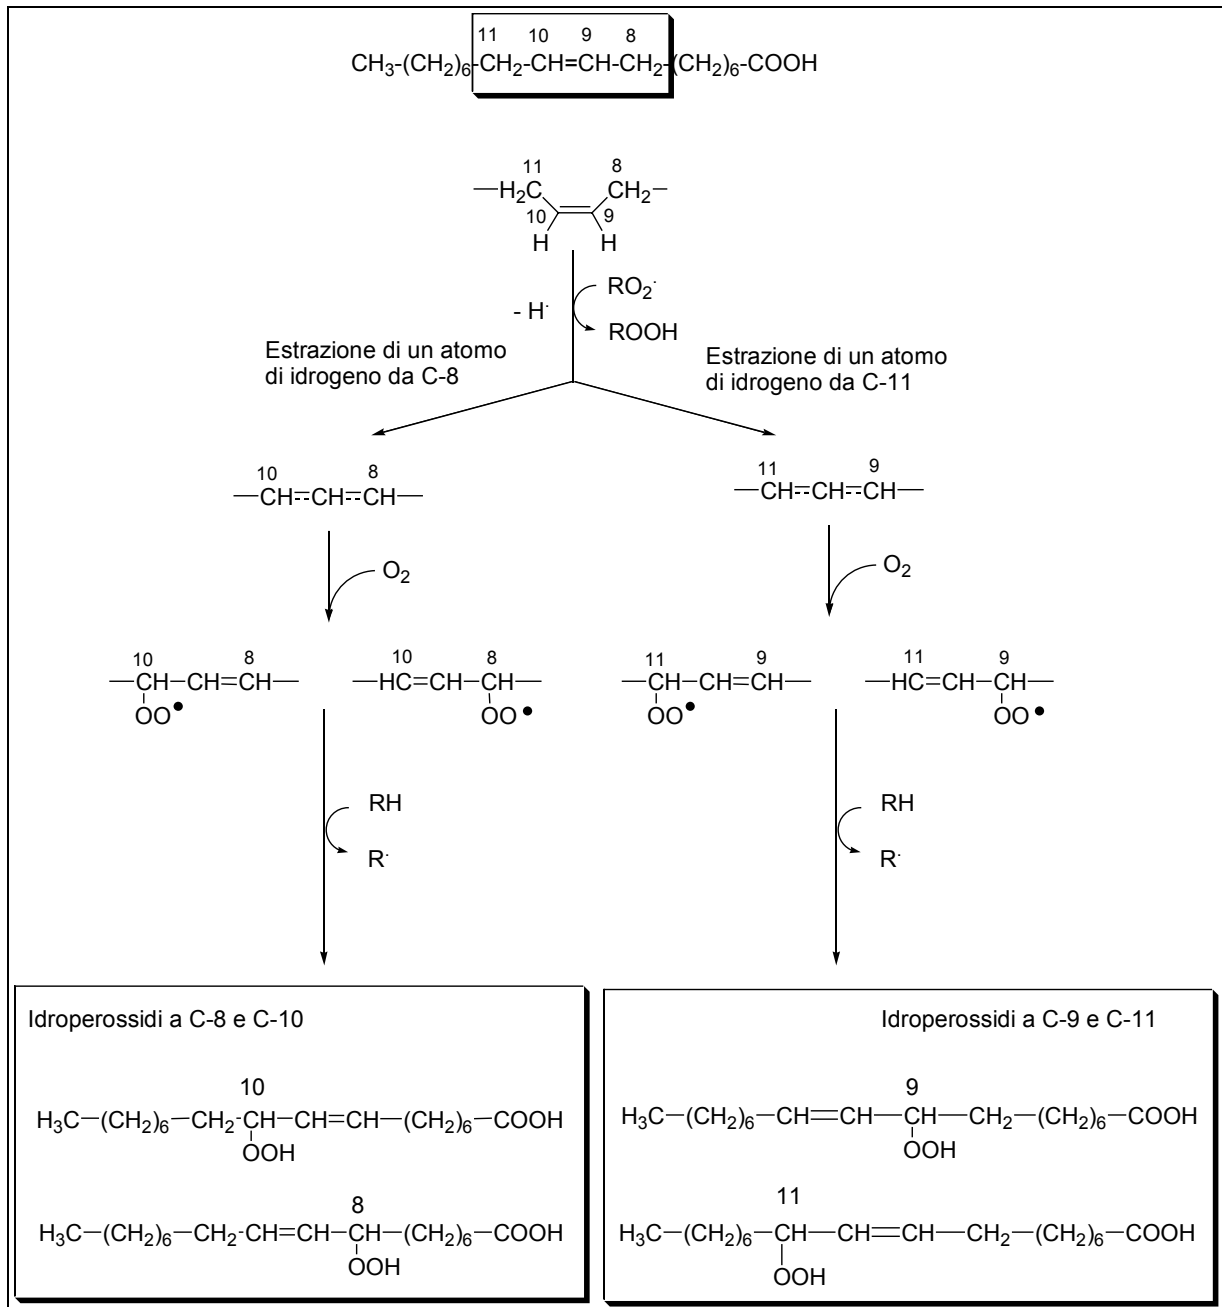 11 10 9 8
CH3-(CH2)6-CH2-CH=CH-CH2-(CH2)6-COOH
11 8
H2C CH2
10 9
H H
RO2·
- H·
ROOH
Estrazione di un atomo
di idrogeno da C-8
Estrazione di un atomo
di idrogeno da C-11
10 8
CH=CH=CH
11 9
CH=CH=CH
O2
O2
10 8
CH–CH=CH
OO•
10 8
HC=CH–CH
OO•
11 9
CH–CH=CH
OO•
11 9
HC=CH–CH
OO•
RH
R·
RH
R·
Idroperossidi a C-8 e C-10
10
H3C–(CH2)6–CH2-CH–CH=CH–(CH2)6–COOH
OOH
8
H3C–(CH2)6–CH2-CH=CH–CH–(CH2)6–COOH
OOH
Idroperossidi a C-9 e C-11
9
H3C–(CH2)6–CH=CH–CH–CH2–(CH2)6–COOH
OOH
11
H3C–(CH2)6–CH–CH=CH–CH2–(CH2)6–COOH
OOH